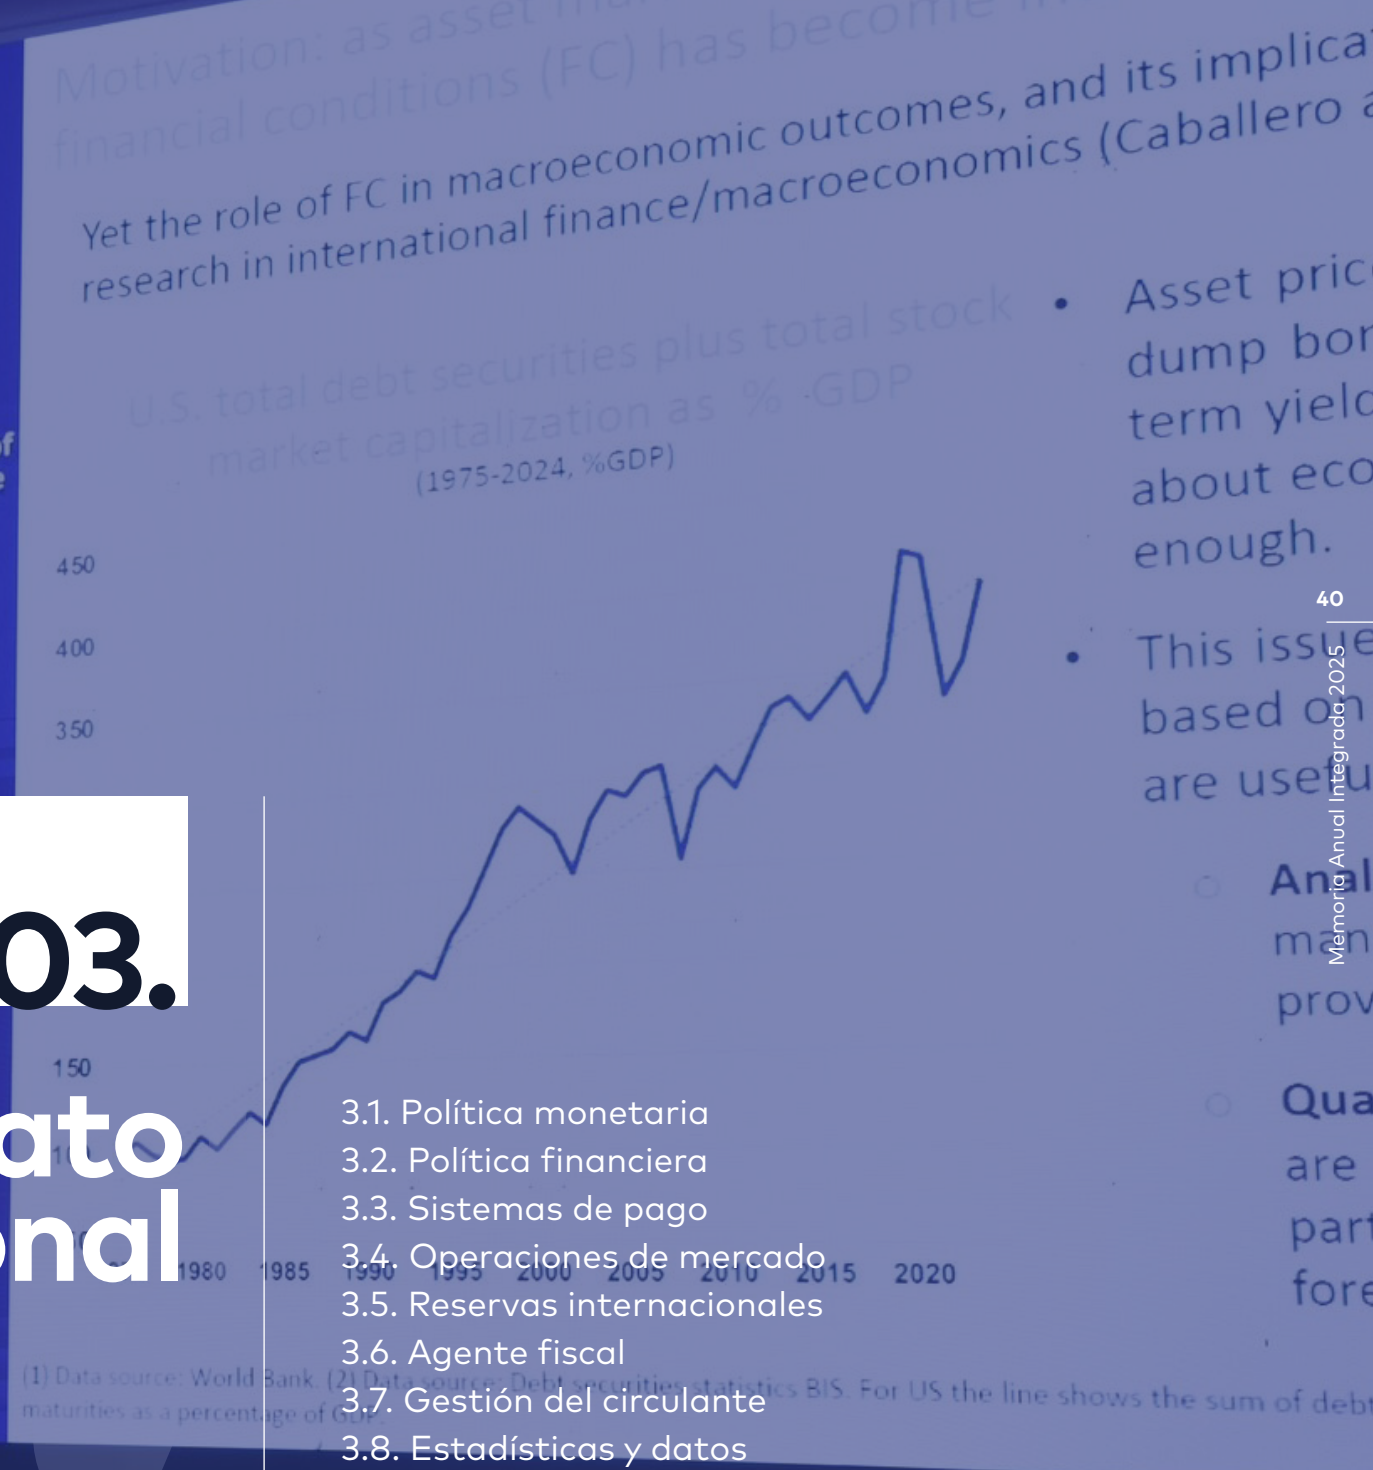 Motivation: as asset
financial conditions (FC) has become
Yet the role of FC in macroeconomic outcomes, and its implica
research in international finance/macroeconomics (Caballero a
U.S. total debt securities plus total stock
market capitalization as % GDP
(1975-2024, %GDP)
450
400
350
150
1980 1985 1990 1995 2000 2005 2010 2015 2020
(1) Data source: World Bank. (2) Data source: Debt securities statistics BIS. For US the line shows the sum of debt
maturities as a percentage of GDP.
• Asset pric
dump bon
term yield
about eco
enough.
• This issue
based on
are usefu
Anal
man
prov
Qua
are
part
fore
40
Memoria Anual Integrada 2025
03.
ato
onal
3.1. Política monetaria
3.2. Política financiera
3.3. Sistemas de pago
3.4. Operaciones de mercado
3.5. Reservas internacionales
3.6. Agente fiscal
3.7. Gestión del circulante
3.8. Estadísticas y datos